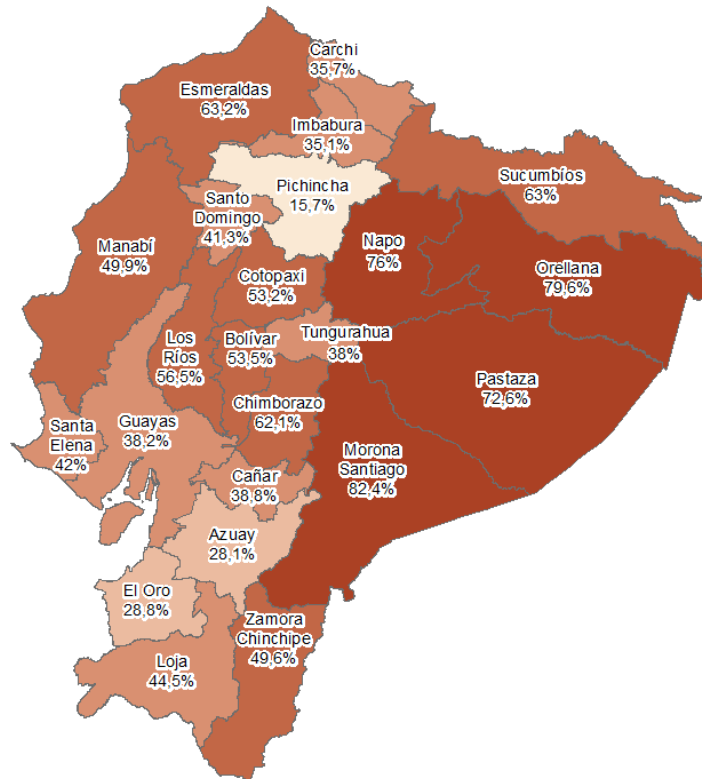 Carchi
35,7%
Esmeraldas
63,2%
Imbabura
35,1%
Sucumbíos
63%
Pichincha
15,7%
Santo
Domingo
41,3%
Napo
76%
Manabí
49,9%
Orellana
79,6%
Cotopaxi
53,2%
Tungurahua
38%
Bolívar
53,5%
Los
Ríos
56,5%
Pastaza
72,6%
Chimborazo
62,1%
Guayas
38,2%
Santa
Elena
42%
Morona
Santiago
82,4%
Cañar
38,8%
Azuay
28,1%
El Oro
28,8%
Zamora
Chinchipe
49,6%
Loja
44,5%